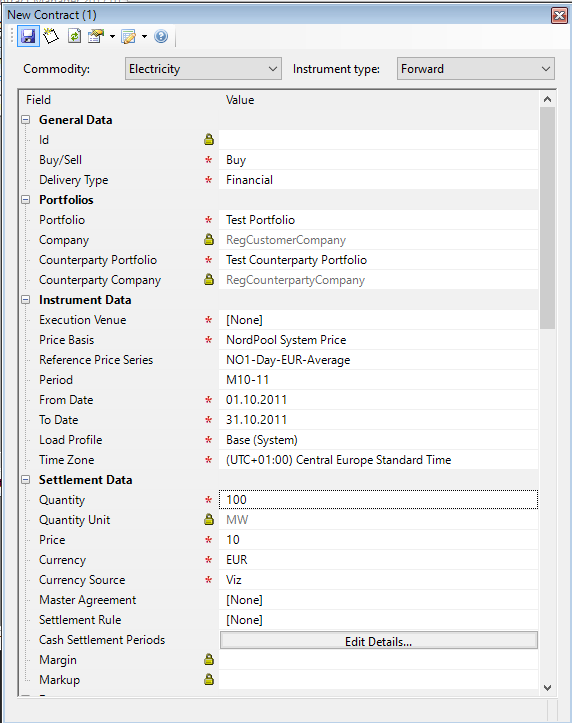 New Contract (1)
Commodity: Electricity Instrument type: Forward
Field Value
General Data
Id
Buy/Sell * Buy
Delivery Type * Financial
Portfolios
Portfolio * Test Portfolio
Company RegCustomerCompany
Counterparty Portfolio * Test Counterparty Portfolio
Counterparty Company RegCounterpartyCompany
Instrument Data
Execution Venue * [None]
Price Basis * NordPool System Price
Reference Price Series NO1-Day-EUR-Average
Period M10-11
From Date * 01.10.2011
To Date * 31.10.2011
Load Profile * Base (System)
Time Zone * (UTC+01:00) Central Europe Standard Time
Settlement Data
Quantity * 100
Quantity Unit MW
Price * 10
Currency * EUR
Currency Source * Viz
Master Agreement [None]
Settlement Rule [None]
Cash Settlement Periods Edit Details...
Margin
Markup